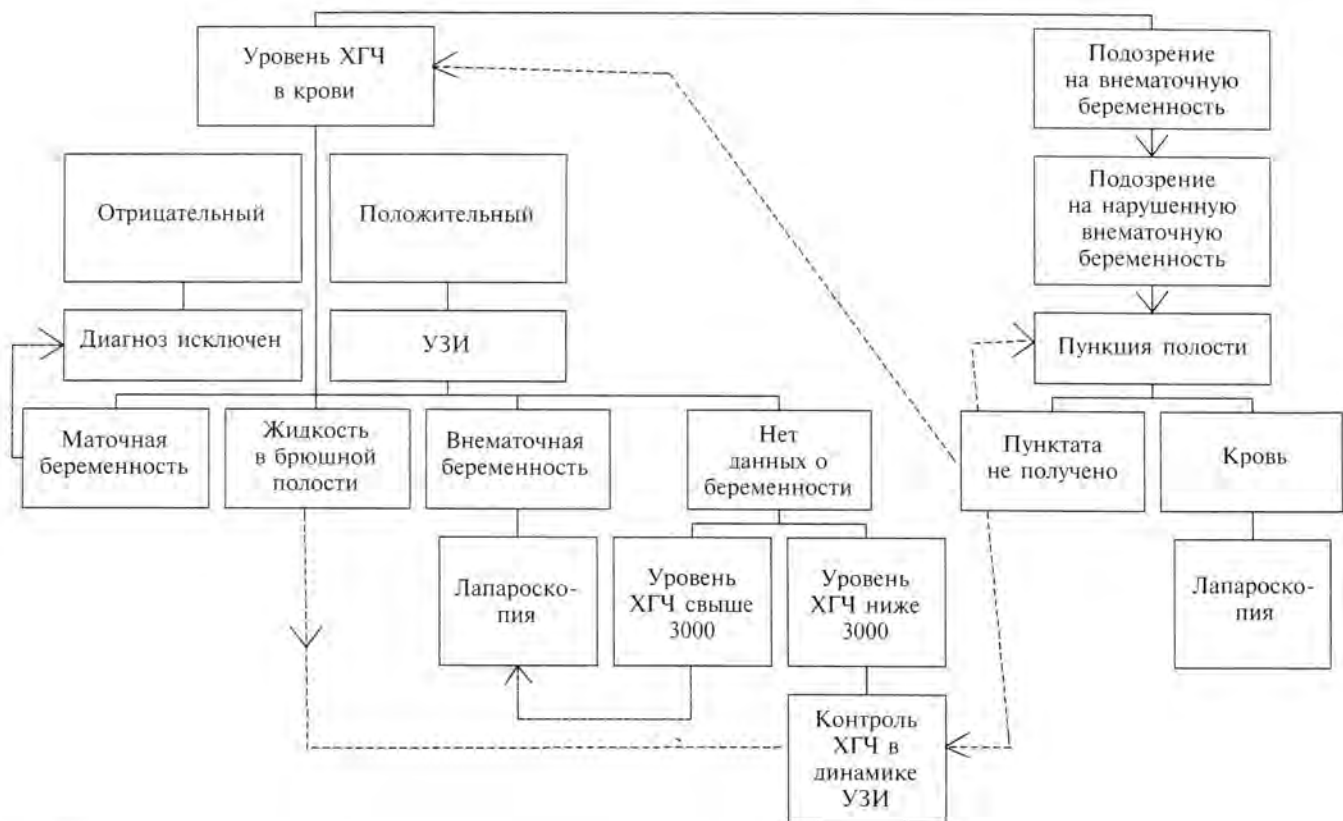 Уровень ХГЧ
в крови
Подозрение
на внематочную
беременность
Отрицательный
Положительный
Подозрение
на нарушенную
внематочную
беременность
Диагноз исключен
УЗИ
Пункция полости
Маточная
беременность
Жидкость
в брюшной
полости
Внематочная
беременность
Нет
данных о
беременности
Пунктата
не получено
Кровь
Лапароско-
пия
Уровень
ХГЧ свыше
3000
Уровень
ХГЧ ниже
3000
Лапароско-
пия
Контроль
ХГЧ в
динамике
УЗИ